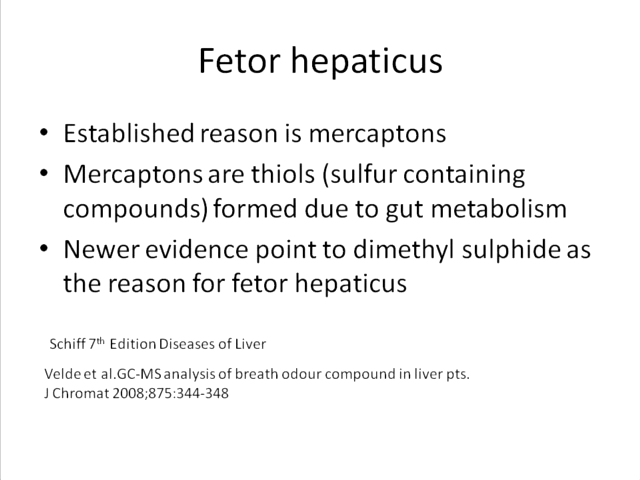 Fetor hepaticus
• Established reason is mercaptons
• Mercaptons are thiols (sulfur containing
compounds) formed due to gut metabolism
• Newer evidence point to dimethyl sulphide as
the reason for fetor hepaticus
Schiff 7th Edition Diseases of Liver
Velde et al.GC-MS analysis of breath odour compound in liver pts.
J Chromat 2008;875:344-348